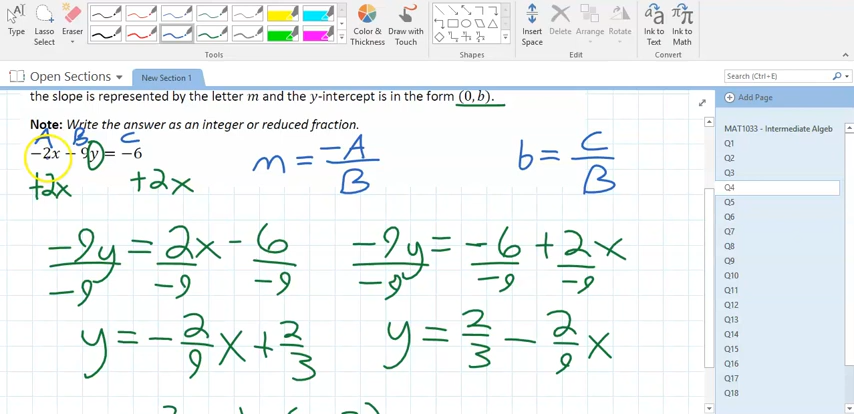 Type
Lasso Select
Eraser
Color & Thickness
Draw with Touch
Insert Space
Delete
Arrange
Rotate
Ink to Text
Ink to Math
Tools
Shapes
Edit
Convert
Open Sections
New Section 1
Search (Ctrl+E)
the slope is represented by the letter m and the y-intercept is in the form (0, b).
Note: Write the answer as an integer or reduced fraction.
A B C
−2x − 9y = −6
+2x +2x
m = −A/B
b = C/B
−9y/−9 = 2x/−9 − 6/−9
−9y/−9 = −6/−9 + 2x/−9
y = −2/9 x + 2/3
y = 2/3 − 2/9 x
Add Page
MAT1033 - Intermediate Algeb
Q1
Q2
Q3
Q4
Q5
Q6
Q7
Q8
Q9
Q10
Q11
Q12
Q13
Q14
Q15
Q16
Q17
Q18